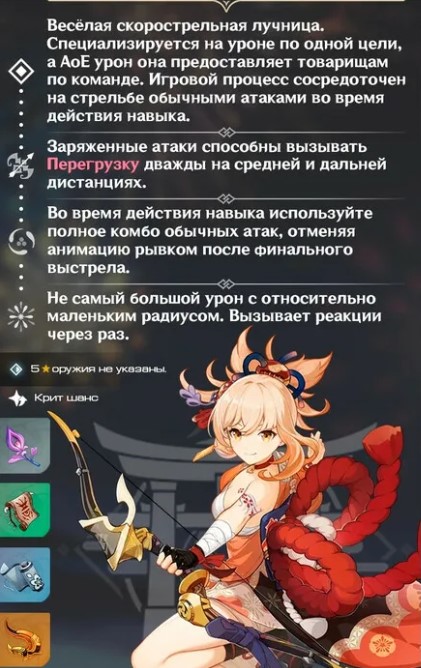 Весёлая скорострельная лучница.
Специализируется на уроне по одной цели,
а АоЕ урон она предоставляет товарищам
по команде. Игровой процесс сосредоточен
на стрельбе обычными атаками во время
действия навыка.
Заряженные атаки способны вызывать
Перегрузку дважды на средней и дальней
дистанциях.
Во время действия навыка используйте
полное комбо обычных атак, отменяя
анимацию рывком после финального
выстрела.
Не самый большой урон с относительно
маленьким радиусом. Вызывает реакции
через раз.
5★оружия не указаны.
Крит шанс